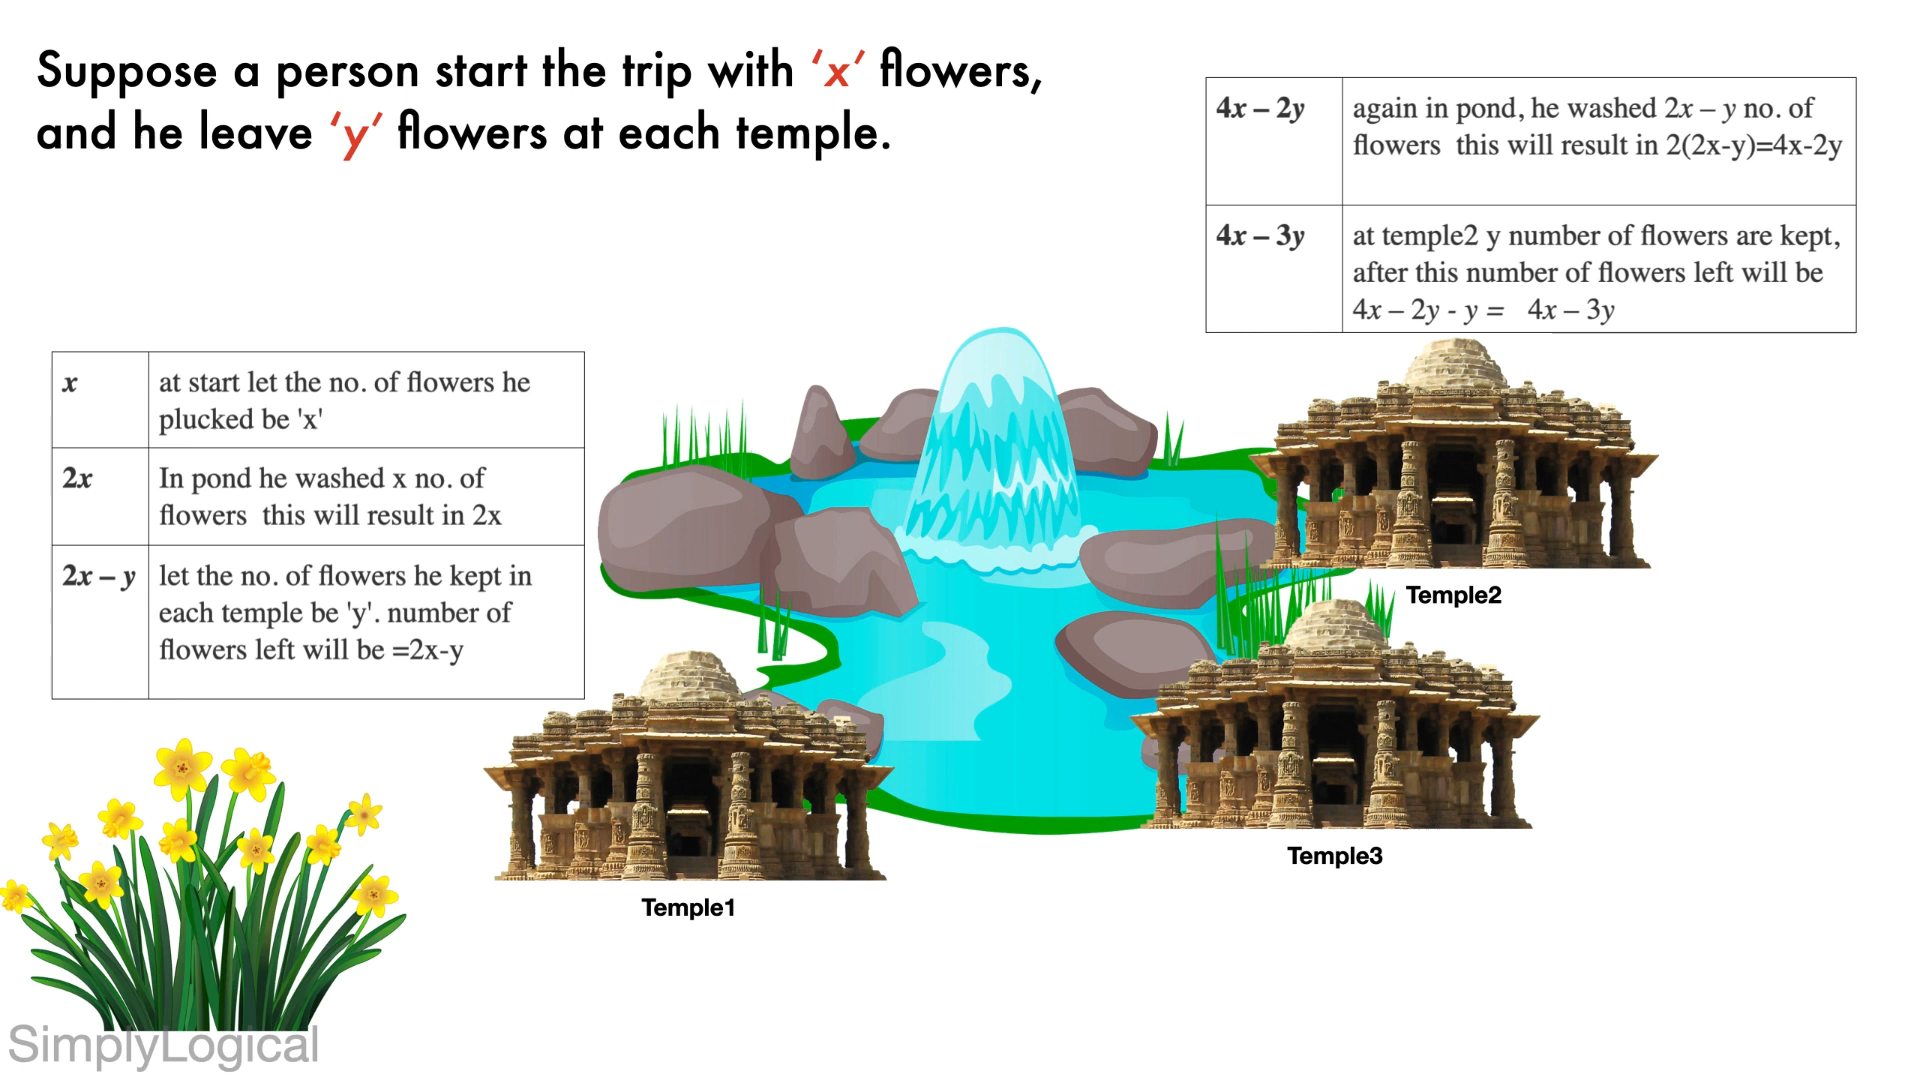 Suppose a person start the trip with ‘x’ flowers,
and he leave ‘y’ flowers at each temple.
4x – 2y
again in pond, he washed 2x – y no. of
flowers  this will result in 2(2x-y)=4x-2y
4x – 3y
at temple2 y number of flowers are kept,
after this number of flowers left will be
4x – 2y - y =   4x – 3y
x
at start let the no. of flowers he
plucked be 'x'
2x
In pond he washed x no. of
flowers  this will result in 2x
2x – y
let the no. of flowers he kept in
each temple be 'y'. number of
flowers left will be =2x-y
Temple2
Temple3
Temple1
SimplyLogical